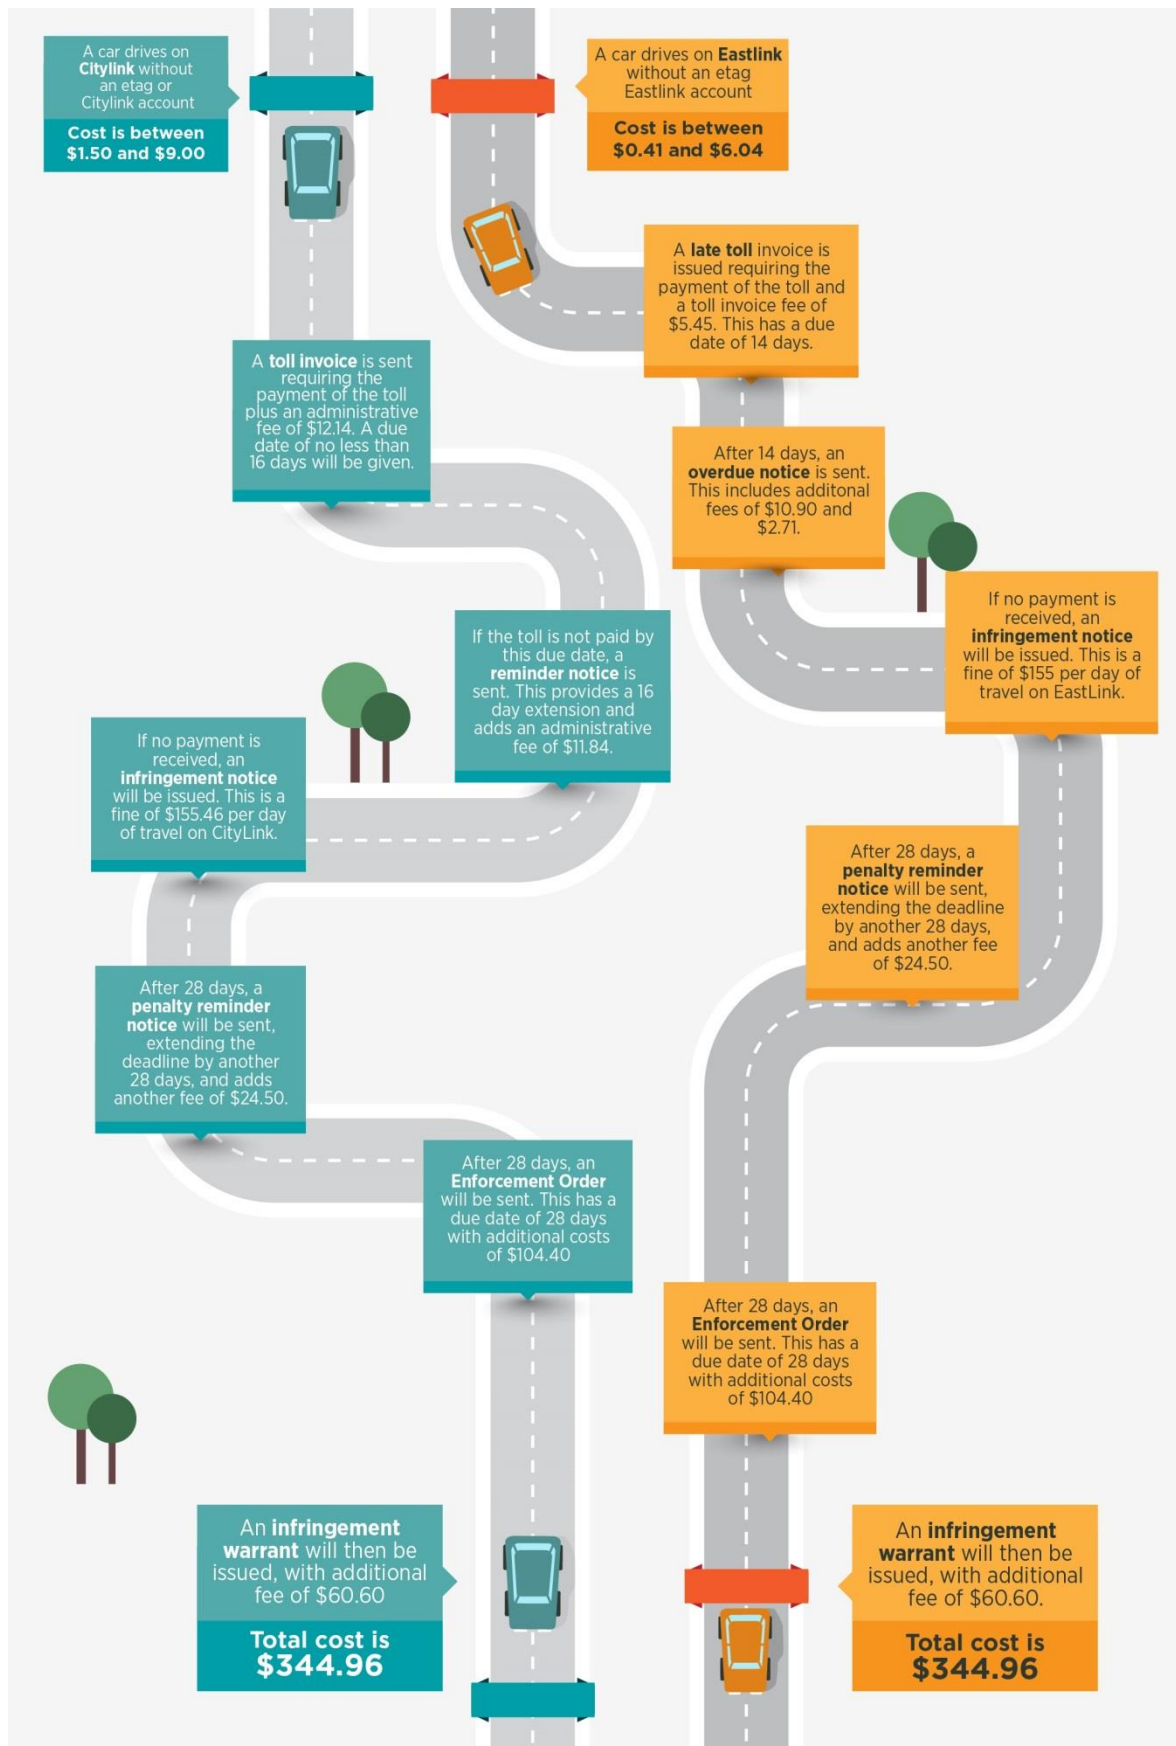 A car drives on
Citylink without
an etag or
Citylink account
Cost is between
$1.50 and $9.00
A car drives on Eastlink
without an etag
Eastlink account
Cost is between
$0.41 and $6.04
A late toll invoice is
issued requiring the
payment of the toll and
a toll invoice fee of
$5.45. This has a due
date of 14 days.
A toll invoice is sent
requiring the
payment of the toll
plus an administrative
fee of $12.14. A due
date of no less than
16 days will be given.
After 14 days, an
overdue notice is sent.
This includes additonal
fees of $10.90 and
$2.71.
If no payment is
received, an
infringement notice
will be issued. This is a
fine of $155 per day of
travel on EastLink.
If the toll is not paid by
this due date, a
reminder notice is
sent. This provides a 16
day extension and
adds an administrative
fee of $11.84.
If no payment is
received, an
infringement notice
will be issued. This is a
fine of $155.46 per day
of travel on CityLink.
After 28 days, a
penalty reminder
notice will be sent,
extending the deadline
by another 28 days,
and adds another fee
of $24.50.
After 28 days, a
penalty reminder
notice will be sent,
extending the
deadline by another
28 days, and adds
another fee of $24.50.
After 28 days, an
Enforcement Order
will be sent. This has a
due date of 28 days
with additional costs
of $104.40
After 28 days, an
Enforcement Order
will be sent. This has a
due date of 28 days
with additional costs
of $104.40
An infringement
warrant will then be
issued, with additional
fee of $60.60
Total cost is
$344.96
An infringement
warrant will then be
issued, with additional
fee of $60.60.
Total cost is
$344.96